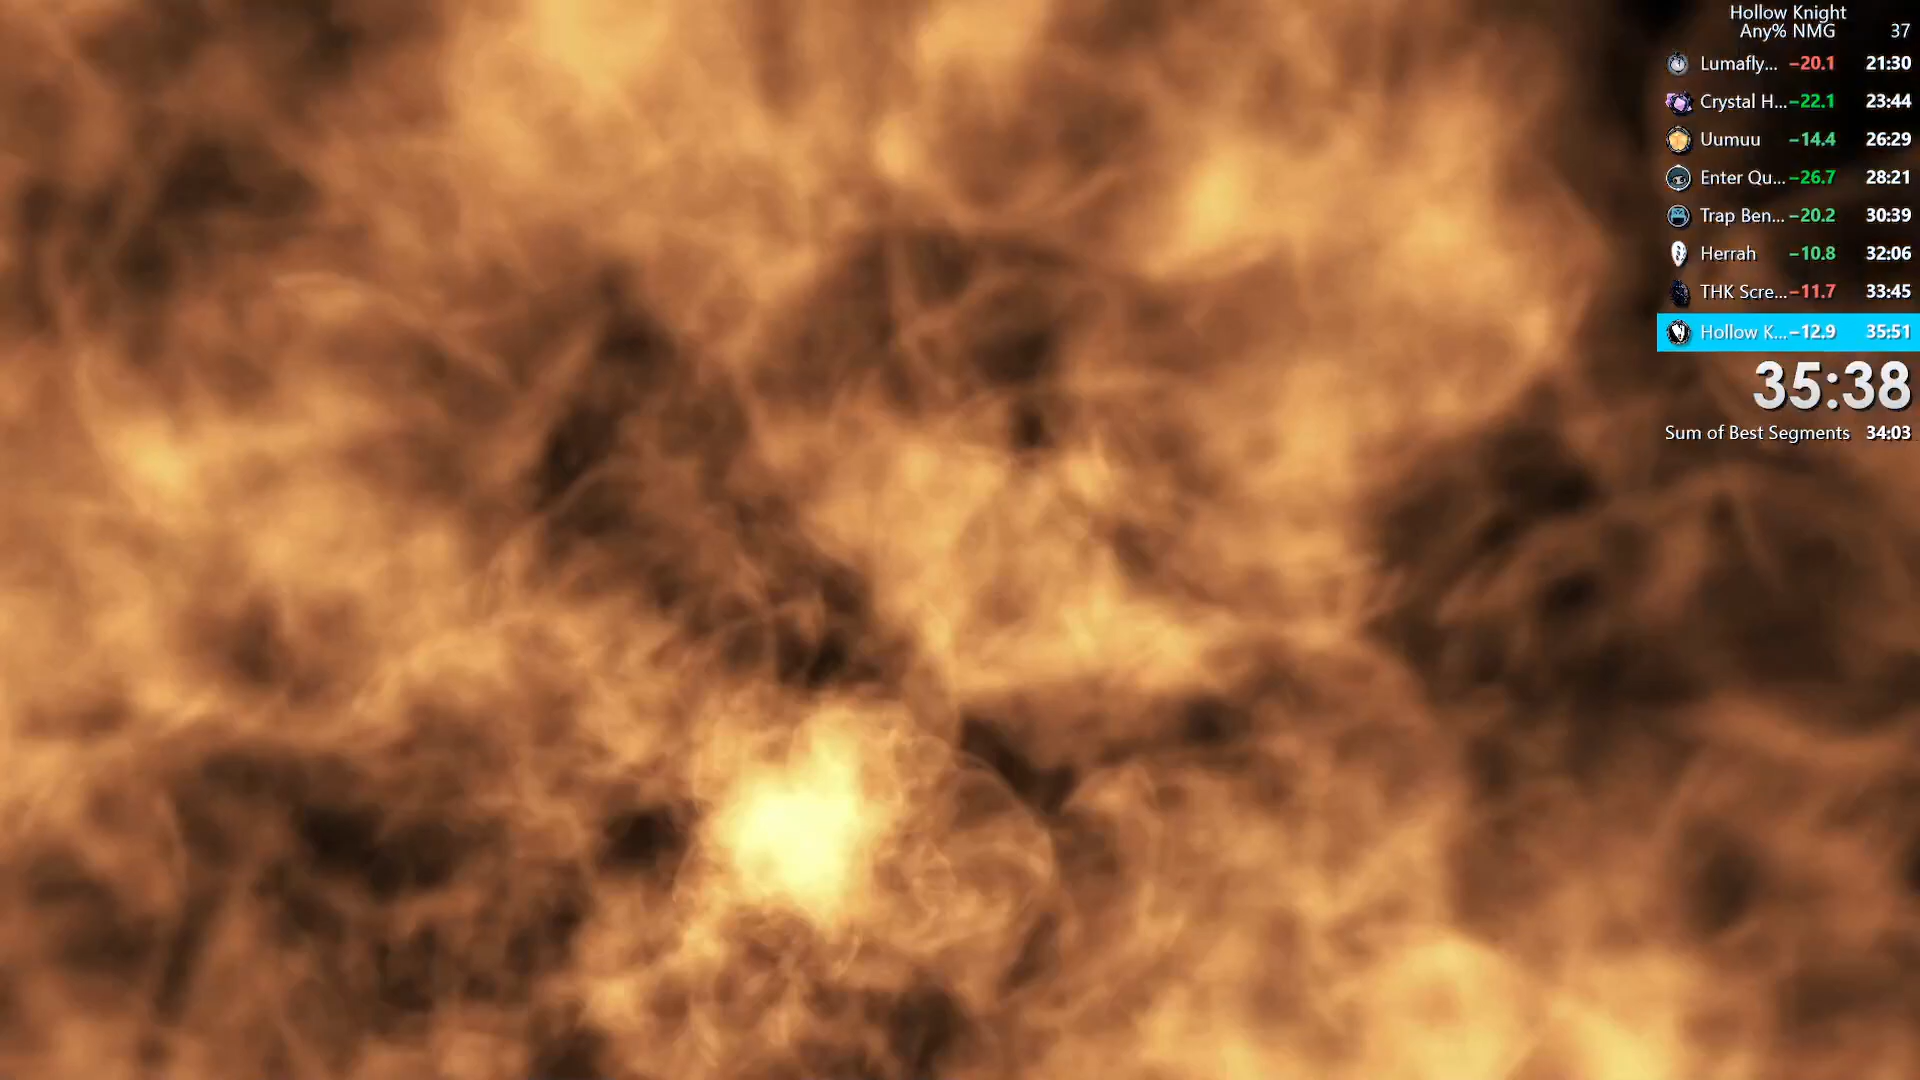 Hollow Knight
Any% NMG 37
Lumafly... −20.1 21:30
Crystal H... −22.1 23:44
Uumuu −14.4 26:29
Enter Qu... −26.7 28:21
Trap Ben... −20.2 30:39
Herrah −10.8 32:06
THK Scre... −11.7 33:45
Hollow K... −12.9 35:51
35:38
Sum of Best Segments 34:03